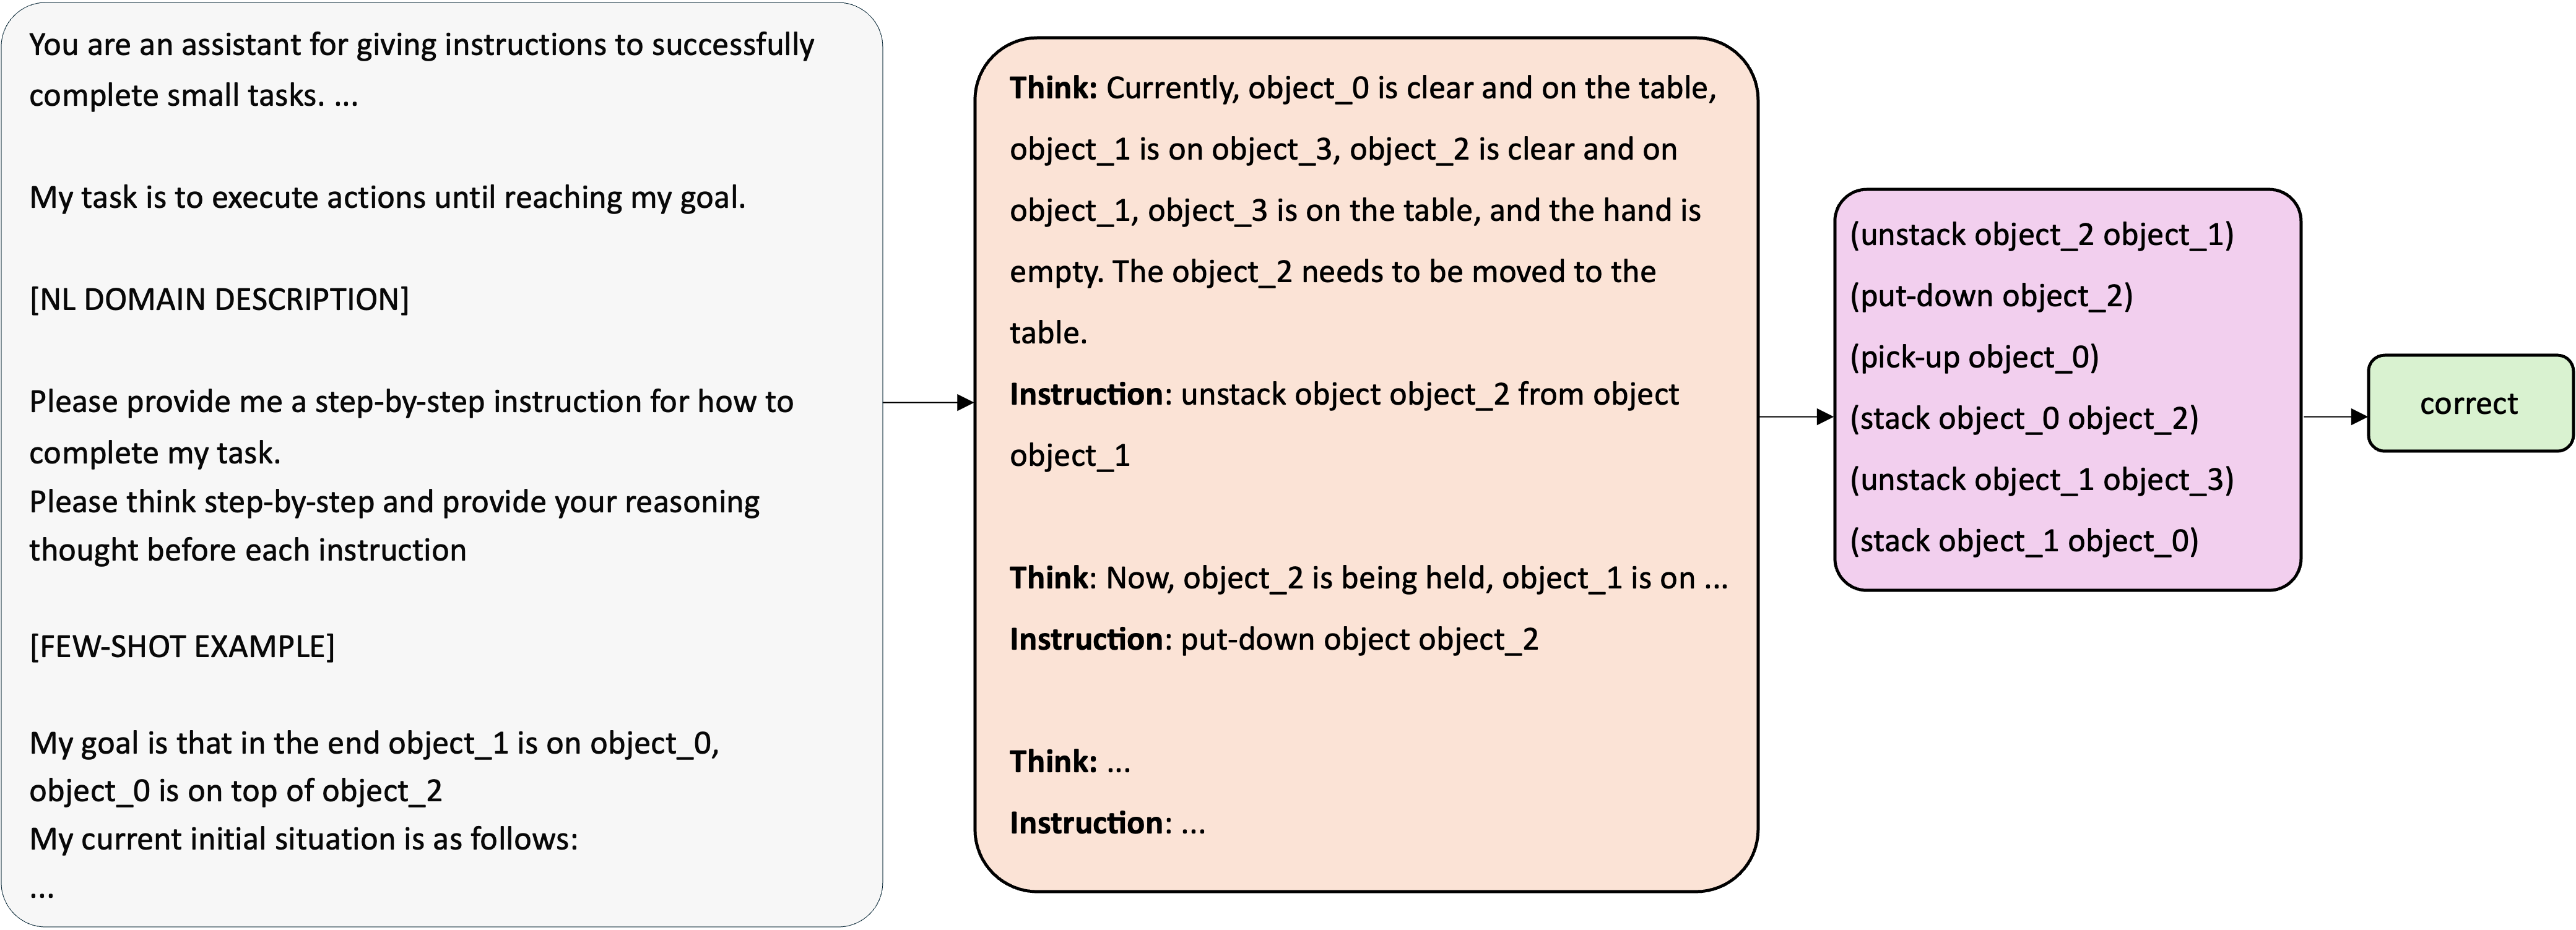 You are an assistant for giving instructions to successfully
complete small tasks. ...
My task is to execute actions until reaching my goal.
[NL DOMAIN DESCRIPTION]
Please provide me a step-by-step instruction for how to
complete my task.
Please think step-by-step and provide your reasoning
thought before each instruction
[FEW-SHOT EXAMPLE]
My goal is that in the end object_1 is on object_0,
object_0 is on top of object_2
My current initial situation is as follows:
...
Think: Currently, object_0 is clear and on the table,
object_1 is on object_3, object_2 is clear and on
object_1, object_3 is on the table, and the hand is
empty. The object_2 needs to be moved to the
table.
Instruction: unstack object object_2 from object
object_1
Think: Now, object_2 is being held, object_1 is on ...
Instruction: put-down object object_2
Think: ...
Instruction: ...
(unstack object_2 object_1)
(put-down object_2)
(pick-up object_0)
(stack object_0 object_2)
(unstack object_1 object_3)
(stack object_1 object_0)
correct